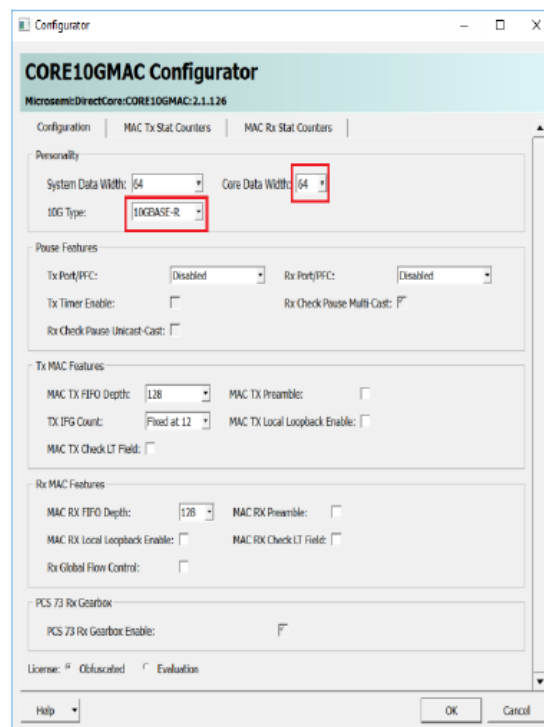 Configurator
CORE10GMAC Configurator
Microsemi:DirectCore:CORE10GMAC:2.1.126
Configuration MAC Tx Stat Counters MAC Rx Stat Counters
Personality
System Data Width: 64 Core Data Width: 64
10G Type: 10GBASE-R
Pause Features
Tx Port/PFC: Disabled Rx Port/PFC: Disabled
Tx Timer Enable: Rx Check Pause Multi-Cast:
Rx Check Pause Unicast-Cast:
Tx MAC Features
MAC TX FIFO Depth: 128 MAC TX Preamble:
TX IFG Count: Fixed at 12 MAC TX Local Loopback Enable:
MAC TX Check LT Field:
Rx MAC Features
MAC RX FIFO Depth: 128 MAC RX Preamble:
MAC RX Local Loopback Enable: MAC RX Check LT Field:
Rx Global Flow Control:
PCS 73 Rx Gearbox
PCS 73 Rx Gearbox Enable:
License: Obfuscated Evaluation
Help OK Cancel